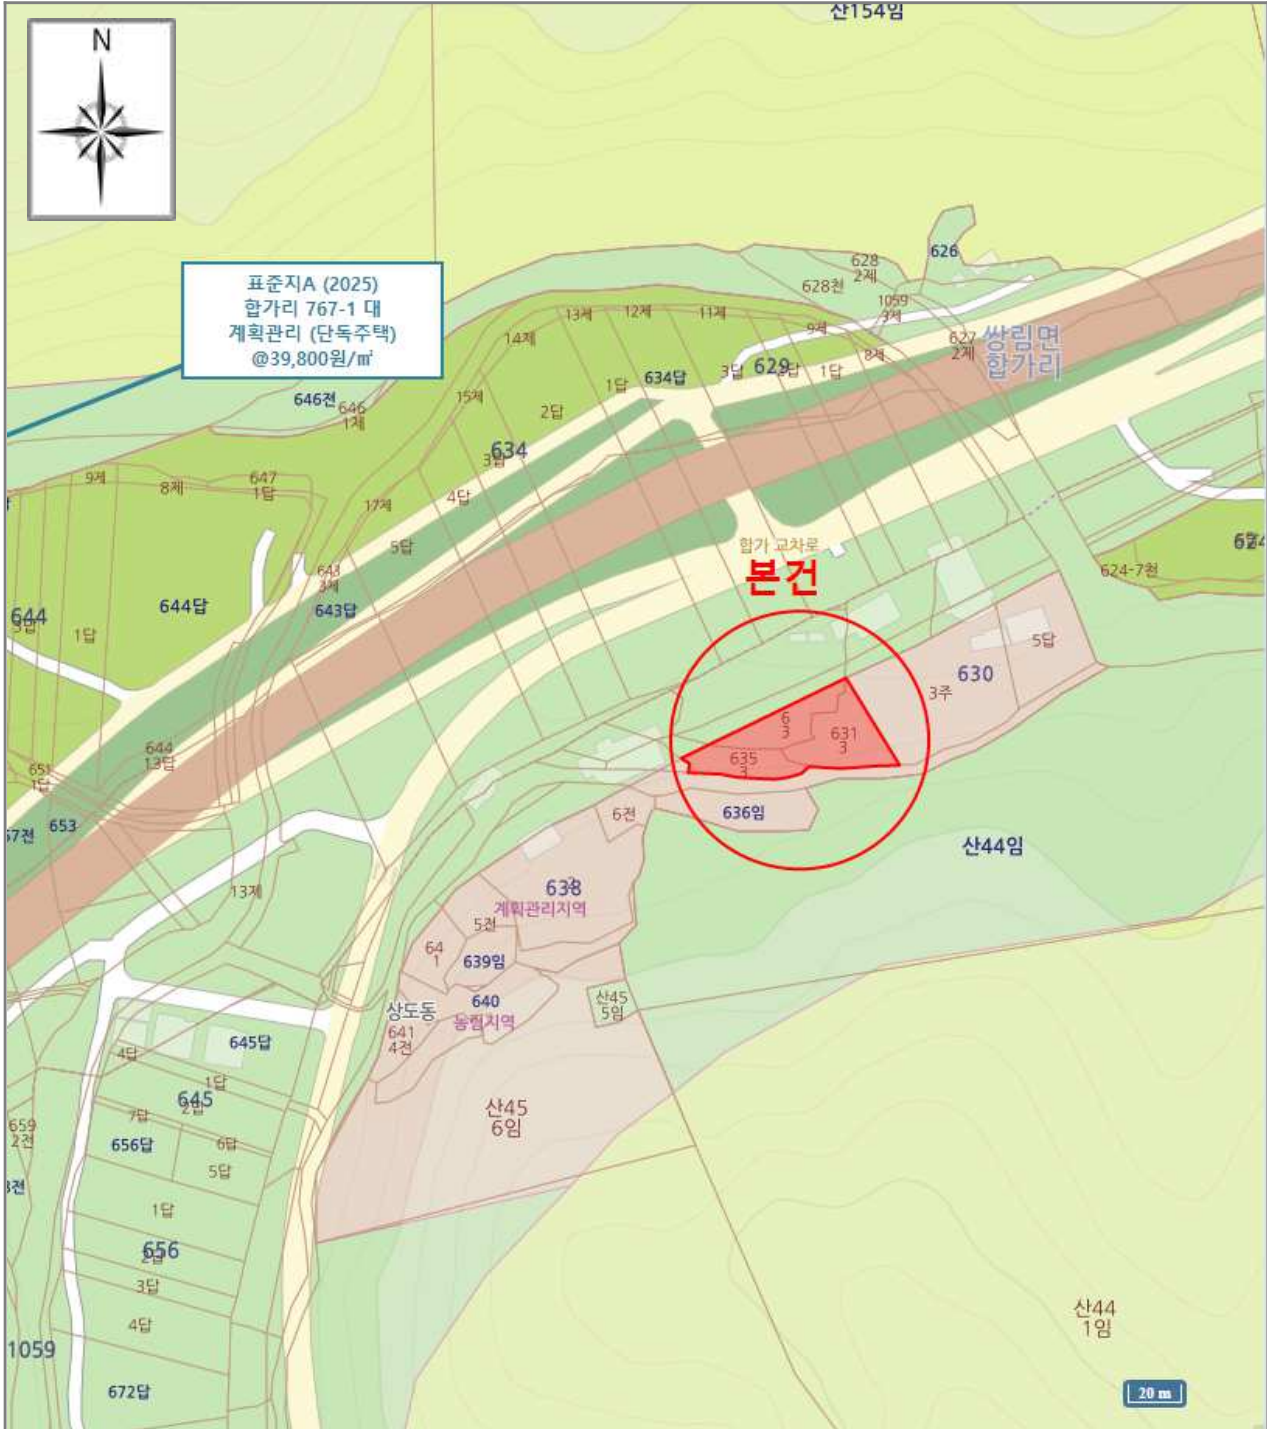 산154임
N
표준지A (2025)
합가리 767-1 대
계획관리 (단독주택)
@39,800원/㎡
626
628
2제
628천
1059
3제
627
2제
쌍림면
합가리
13제
12제
11제
9제
8제
14제
15제
1답
634답
3답
629
1답
2답
646전
646
1제
634
4답
17제
5답
9제
8제
647
1답
643
3제
643답
644
644답
1답
합가 교차로
본건
624-7천
5답
630
3주
6
3
631
3
635
3
636임
산44임
644
13답
651
1답
653
6전
638
계획관리지역
13제
5전
64
1
639임
640
농림지역
상도동
641
4전
산45
5임
645답
4답
1답
645
7답
6답
656답
5답
659
2전
산45
6임
1답
656
3답
4답
1059
672답
산44
1임
20 m